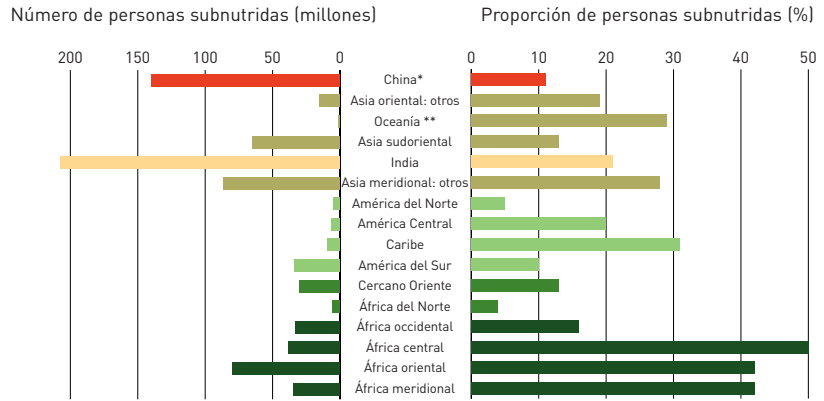 Número de personas subnutridas (millones)
Proporción de personas subnutridas (%)
200 150 100 50 0
0 10 20 30 40 50
China*
Asia oriental: otros
Oceanía **
Asia sudoriental
India
Asia meridional: otros
América del Norte
América Central
Caribe
América del Sur
Cercano Oriente
África del Norte
África occidental
África central
África oriental
África meridional